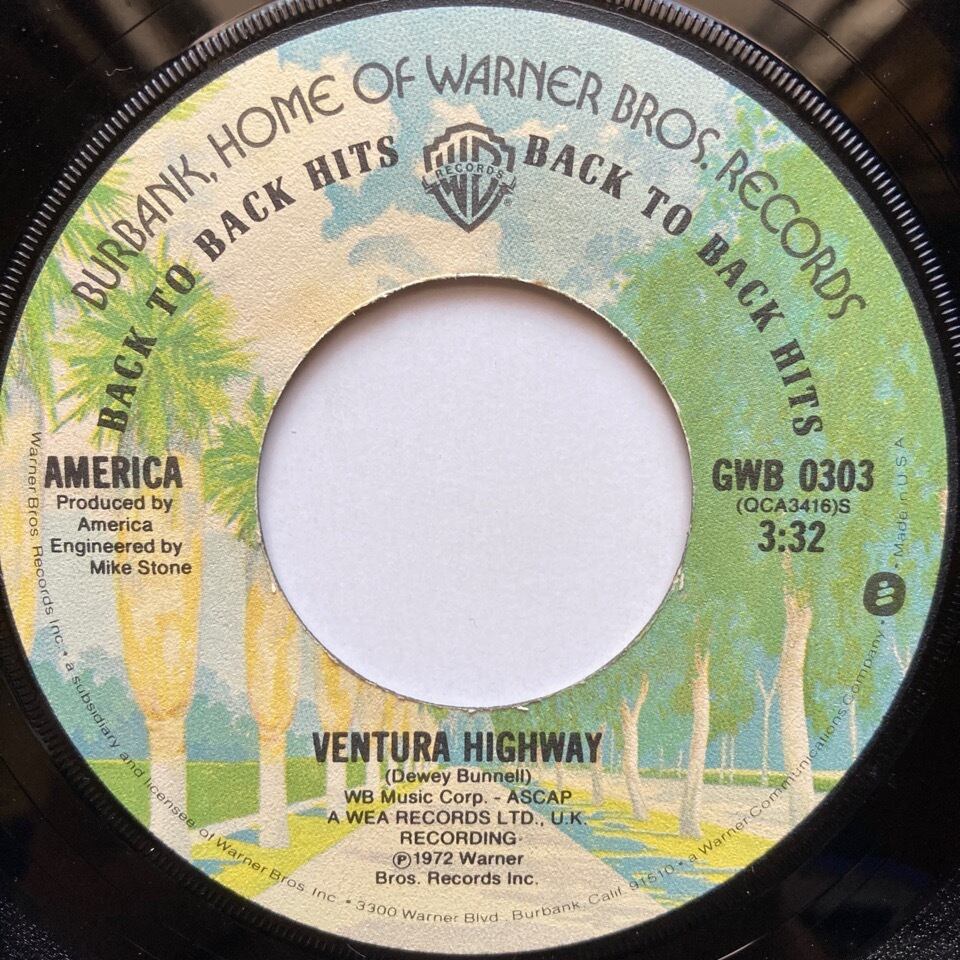 BURBANK, HOME OF WARNER BROS. RECORDS
BACK TO BACK HITS
W RECORDS ®
BACK TO BACK HITS
AMERICA
Produced by
America
Engineered by
Mike Stone
GWB 0303
(QCA3416)S
3:32
VENTURA HIGHWAY
(Dewey Bunnell)
WB Music Corp. - ASCAP
A WEA RECORDS LTD., U.K.
RECORDING
℗1972 Warner
Bros. Records Inc.
Warner Bros. Records Inc. • a subsidiary and licensee of Warner Bros. Inc. • 3300 Warner Blvd., Burbank, Calif. 91510 • a Warner Communications Company • Made in U.S.A.